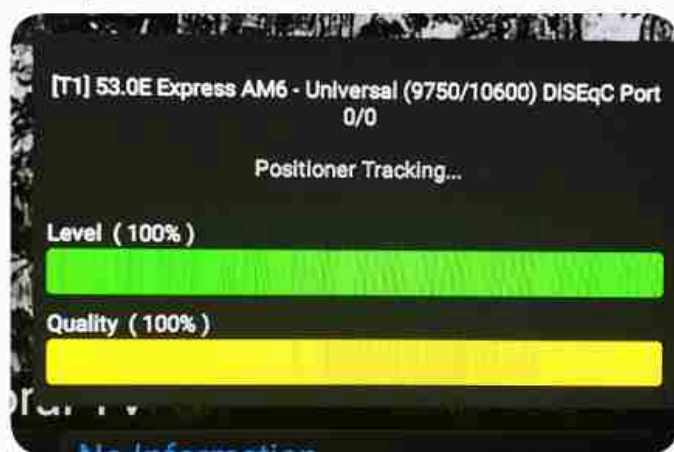 [T1] 53.0E Express AM6 - Universal (9750/10600) DISEqC Port
0/0
Positioner Tracking...
Level ( 100% )
Quality ( 100% )
TV
No Information